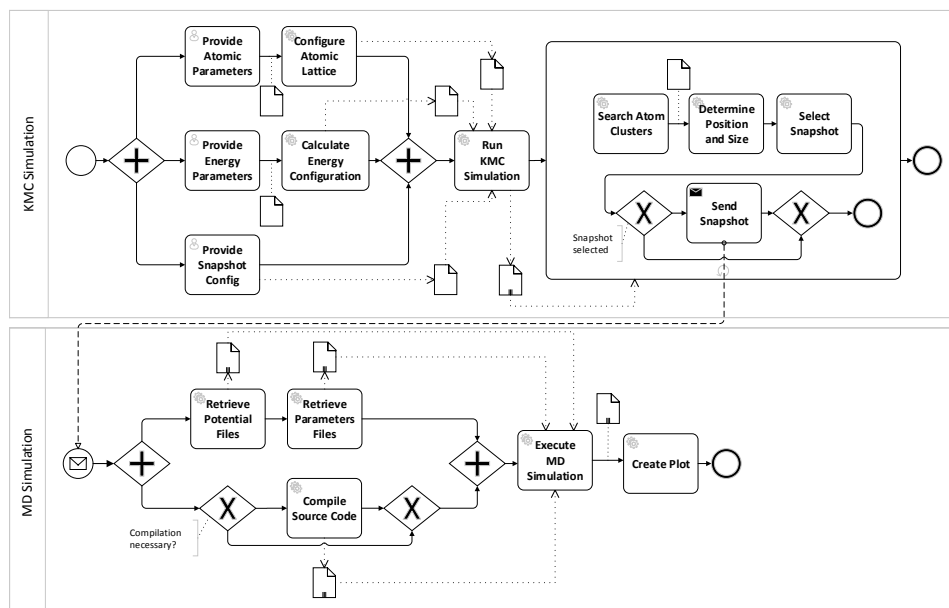 KMC Simulation
Provide
Atomic
Parameters
Configure
Atomic
Lattice
Provide
Energy
Parameters
Calculate
Energy
Configuration
Provide
Snapshot
Config
Run
KMC
Simulation
Search Atom
Clusters
Determine
Position
and Size
Select
Snapshot
X
Snapshot
selected
Send
Snapshot
X
MD Simulation
Retrieve
Potential
Files
Retrieve
Parameters
Files
X
Compilation
necessary?
Compile
Source Code
X
Execute
MD
Simulation
Create Plot